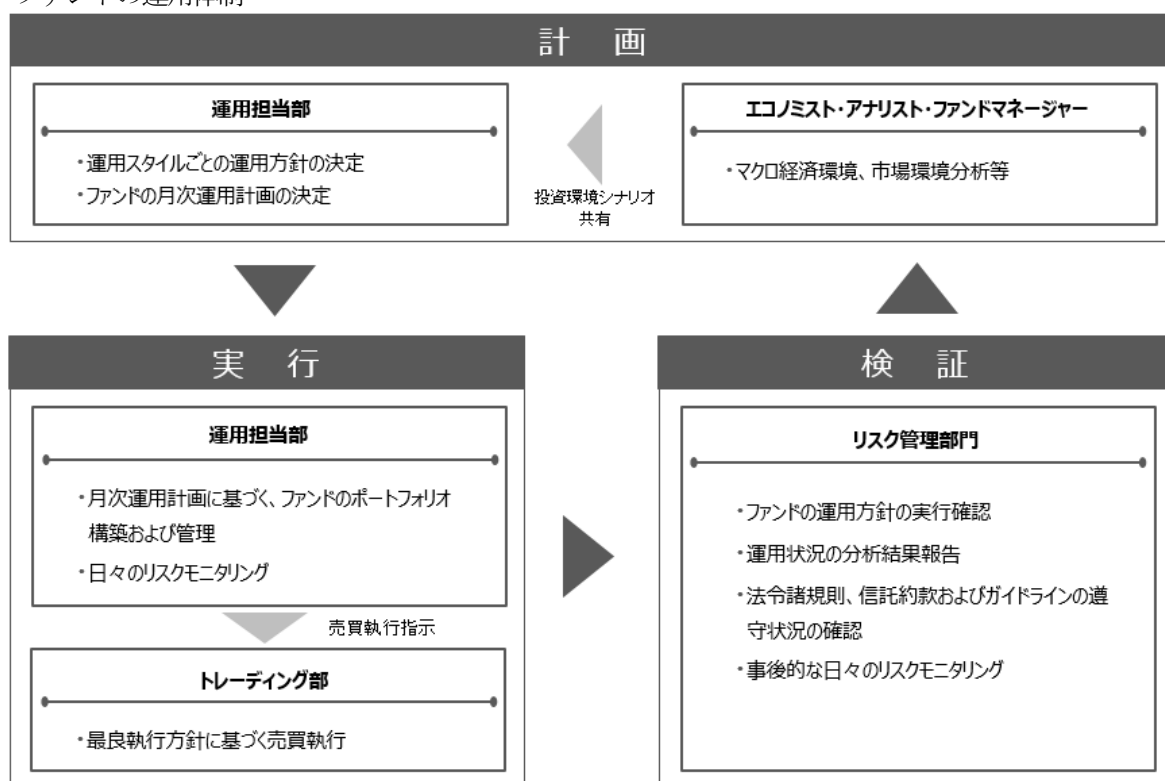 ファンドの運用体制
計 画
運用担当部
・運用スタイルごとの運用方針の決定
・ファンドの月次運用計画の決定
投資環境シナリオ
共有
エコノミスト・アナリスト・ファンドマネージャー
・マクロ経済環境、市場環境分析等
実 行
運用担当部
・月次運用計画に基づく、ファンドのポートフォリオ
構築および管理
・日々のリスクモニタリング
売買執行指示
トレーディング部
・最良執行方針に基づく売買執行
検 証
リスク管理部門
・ファンドの運用方針の実行確認
・運用状況の分析結果報告
・法令諸規則、信託約款およびガイドラインの遵
守状況の確認
・事後的な日々のリスクモニタリング